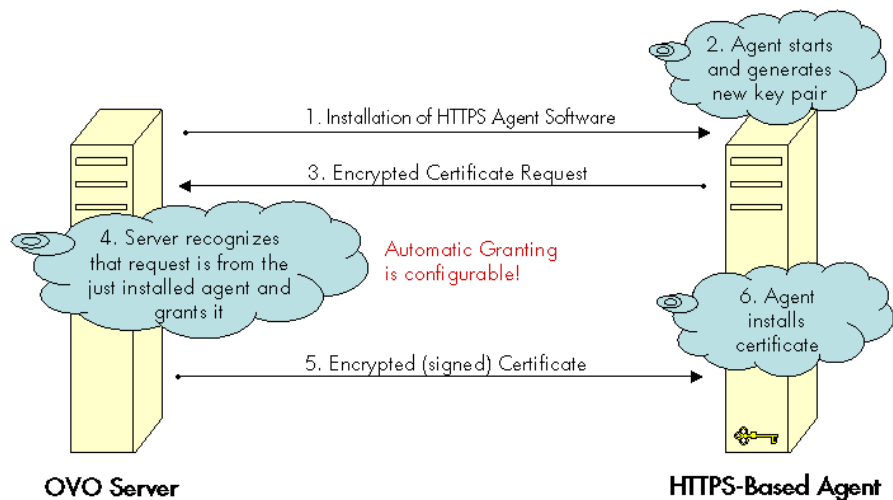 2. Agent starts
and generates
new key pair
1. Installation of HTTPS Agent Software
3. Encrypted Certificate Request
4. Server recognizes
that request is from the
just installed agent and
grants it
Automatic Granting
is configurable!
6. Agent
installs
certificate
5. Encrypted (signed) Certificate
OVO Server
HTTPS-Based Agent